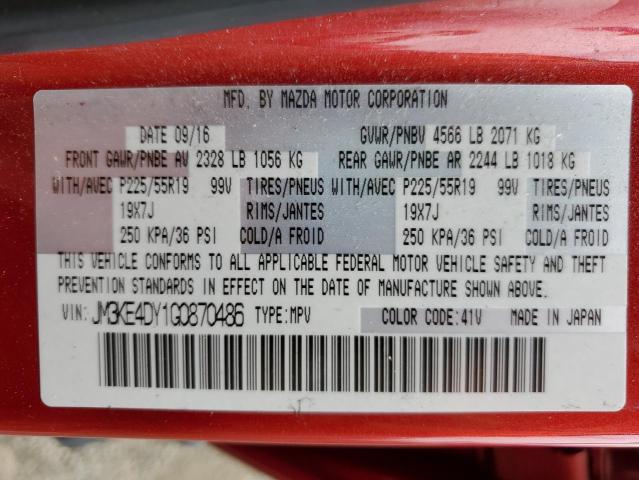 MFD. BY MAZDA MOTOR CORPORATION
DATE 09/16 GVWR/PNBV 4566 LB 2071 KG
FRONT GAWR/PNBE AV 2328 LB 1056 KG REAR GAWR/PNBE AR 2244 LB 1018 KG
WITH/AVEC P225/55R19 99V TIRES/PNEUS WITH/AVEC P225/55R19 99V TIRES/PNEUS
19X7J RIMS/JANTES 19X7J RIMS/JANTES
250 KPA/36 PSI COLD/A FROID 250 KPA/36 PSI COLD/A FROID
THIS VEHICLE CONFORMS TO ALL APPLICABLE FEDERAL MOTOR VEHICLE SAFETY AND THEFT
PREVENTION STANDARDS IN EFFECT ON THE DATE OF MANUFACTURE SHOWN ABOVE.
VIN: JM3KE4DY1G0870486 TYPE:MPV COLOR CODE:41V MADE IN JAPAN